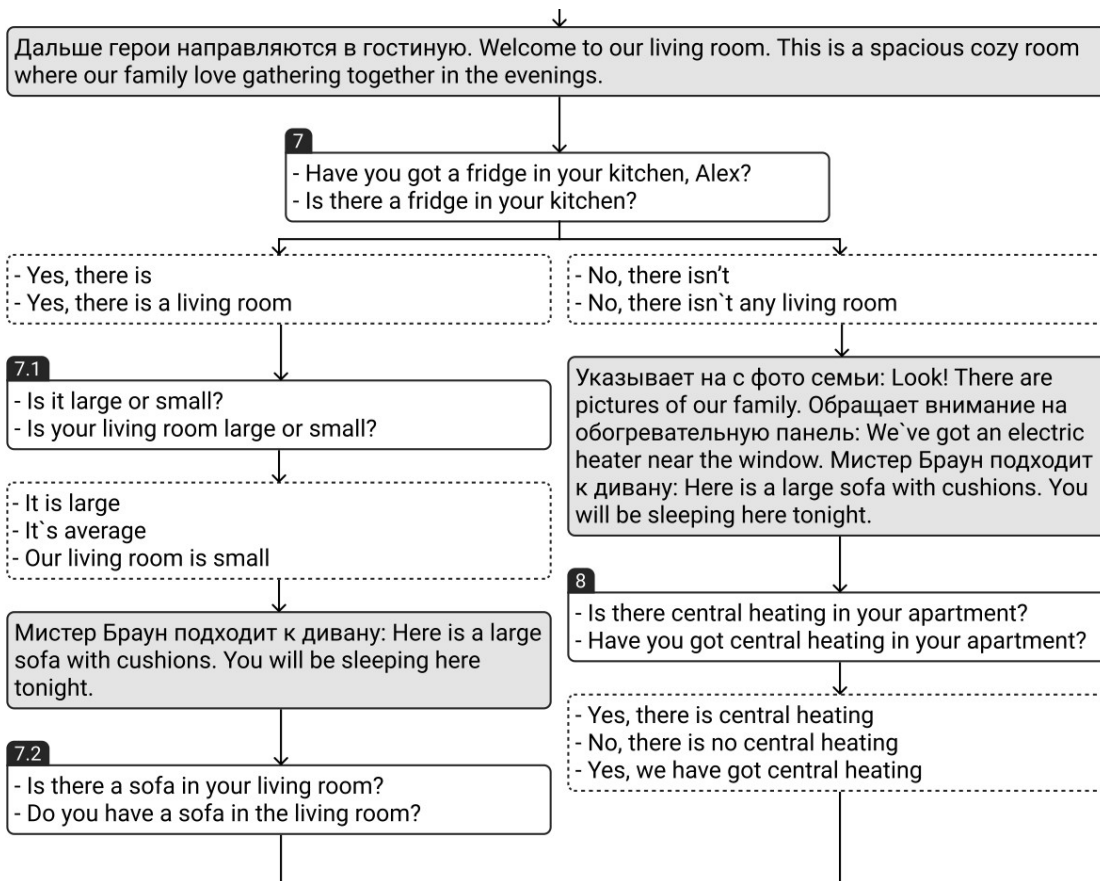 Дальше герои направляются в гостиную. Welcome to our living room. This is a spacious cozy room
where our family love gathering together in the evenings.
7
- Have you got a fridge in your kitchen, Alex?
- Is there a fridge in your kitchen?
- Yes, there is
- Yes, there is a living room
- No, there isn’t
- No, there isn`t any living room
7.1
- Is it large or small?
- Is your living room large or small?
- It is large
- It`s average
- Our living room is small
Мистер Браун подходит к дивану: Here is a large
sofa with cushions. You will be sleeping here
tonight.
7.2
- Is there a sofa in your living room?
- Do you have a sofa in the living room?
Указывает на с фото семьи: Look! There are
pictures of our family. Обращает внимание на
обогревательную панель: We`ve got an electric
heater near the window. Мистер Браун подходит
к дивану: Here is a large sofa with cushions. You
will be sleeping here tonight.
8
- Is there central heating in your apartment?
- Have you got central heating in your apartment?
- Yes, there is central heating
- No, there is no central heating
- Yes, we have got central heating